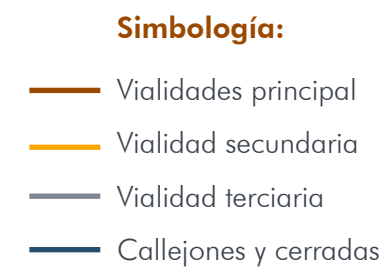 Simbología:
Vialidades principal
Vialidad secundaria
Vialidad terciaria
Callejones y cerradas